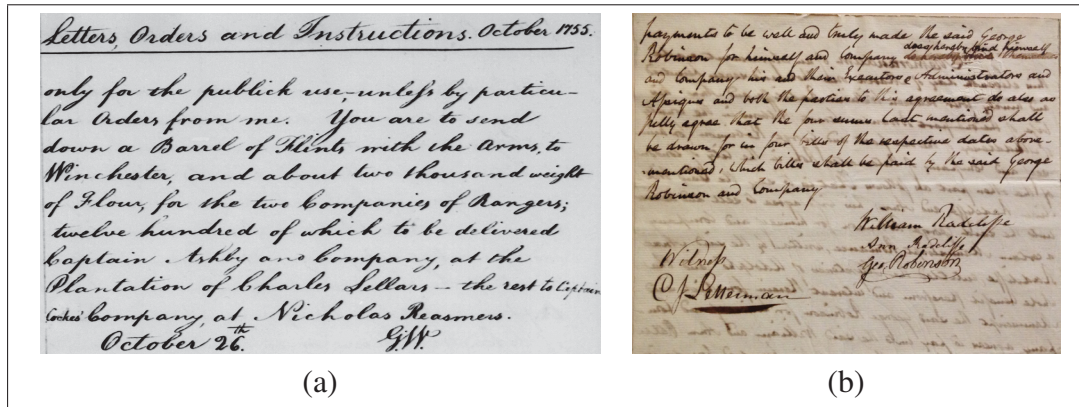 Letters, Orders and Instructions. October 1755.
only for the publick use, unless by particu-
lar Orders from me. You are to send
down a Barrel of Flints with the Arms, to
Winchester, and about two thousand weight
of Flour, for the two Companies of Rangers;
twelve hundred of which to be delivered
Captain Ashby and Company, at the
Plantation of Charles Sellars – the rest to Captain
Cockes' Company, at Nicholas Reasmers.
October 26th. G.W.
(a)
payments to be well and truly made the said George
Robinson for himself and Company doth hereby bind himself
and Company his and their Executors Administrators and
Assigns and both the parties to this agreement do also so
fully agree that the four sums last mentioned shall
be drawn for in four bills of the respective dates above-
-mentioned, which bills shall be paid by the said George
Robinson and Company
William Radcliffe
Ann Radcliffe
Geo. Robinson
Witness
(b)